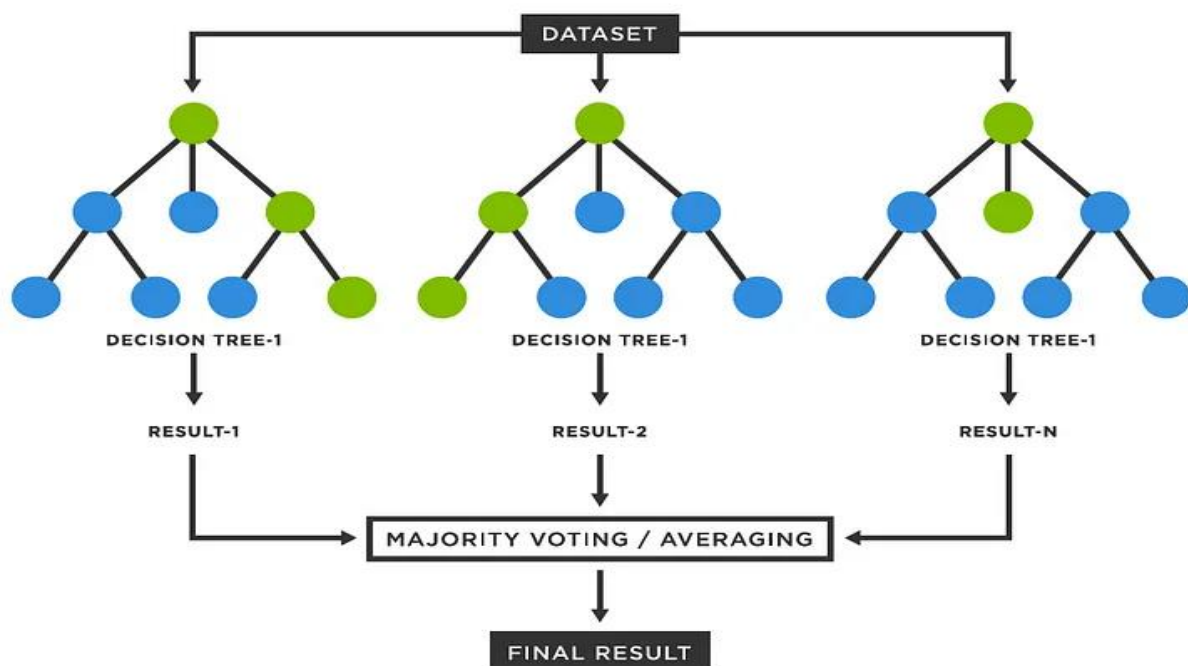 DATASET
DECISION TREE-1
DECISION TREE-1
DECISION TREE-1
RESULT-1
RESULT-2
RESULT-N
MAJORITY VOTING / AVERAGING
FINAL RESULT